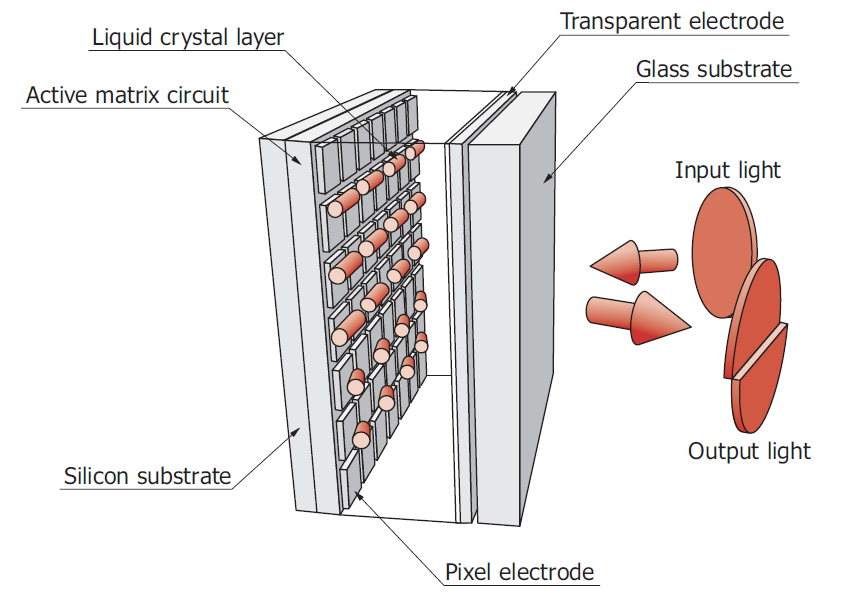 Transparent electrode
Liquid crystal layer
Glass substrate
Active matrix circuit
Input light
Output light
Silicon substrate
Pixel electrode